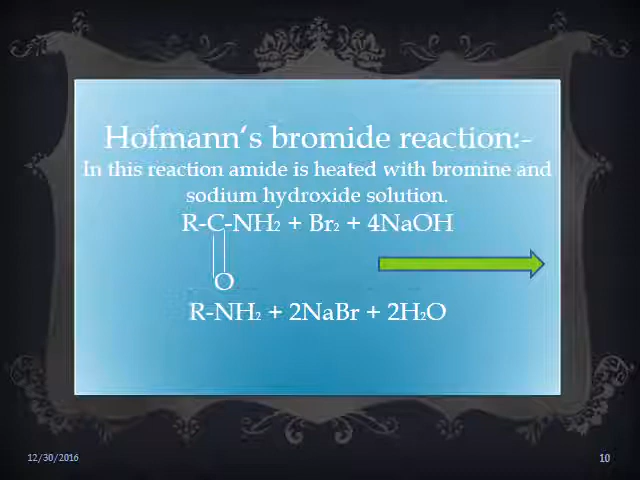 Hofmann‘s bromide reaction:-
In this reaction amide is heated with bromine and
sodium hydroxide solution.
R-C-NH₂ + Br₂ + 4NaOH
O
R-NH₂ + 2NaBr + 2H₂O
12/30/2016
10